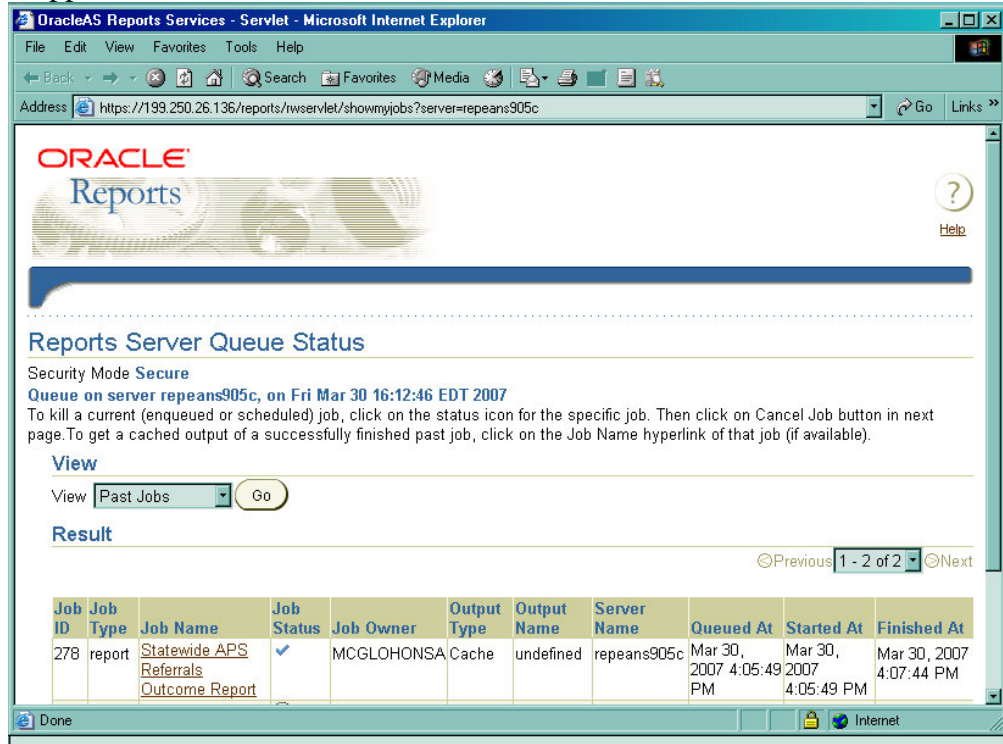 OracleAS Reports Services - Servlet - Microsoft Internet Explorer
File Edit View Favorites Tools Help
Back Search Favorites Media
Address https://199.250.26.136/reports/rwservlet/showmyjobs?server=repeans905c Go Links »
ORACLE
Reports
?
Help
Reports Server Queue Status
Security Mode Secure
Queue on server repeans905c, on Fri Mar 30 16:12:46 EDT 2007
To kill a current (enqueued or scheduled) job, click on the status icon for the specific job. Then click on Cancel Job button in next
page.To get a cached output of a successfully finished past job, click on the Job Name hyperlink of that job (if available).
View
View Past Jobs Go
Result
Previous 1 - 2 of 2 Next
Job Job Job Output Output Server
ID Type Job Name Status Job Owner Type Name Name Queued At Started At Finished At
278 report Statewide APS MCGLOHONSA Cache undefined repeans905c Mar 30, Mar 30, Mar 30, 2007
Referrals 2007 4:05:49 2007 4:07:44 PM
Outcome Report PM 4:05:49 PM
Done Internet